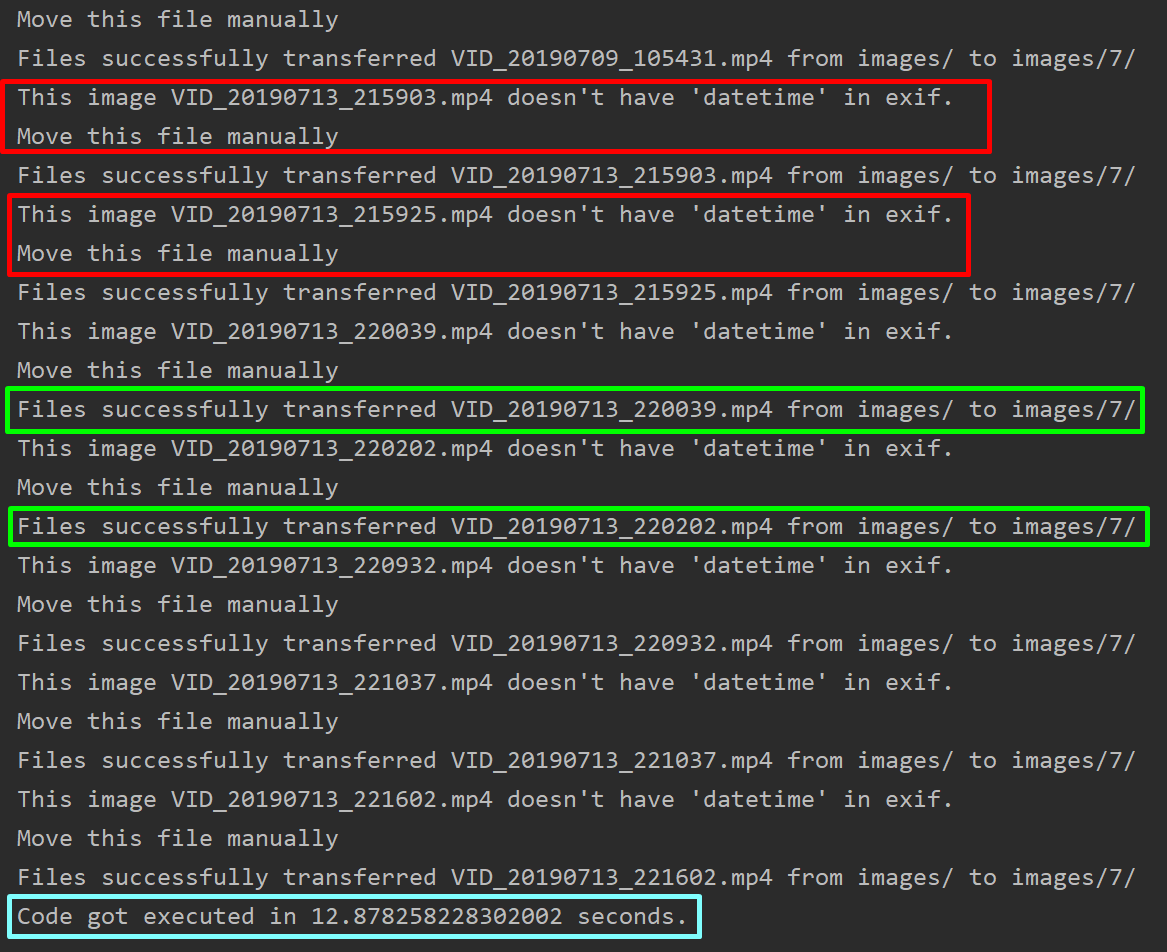 Move this file manually
Files successfully transferred VID_20190709_105431.mp4 from images/ to images/7/
This image VID_20190713_215903.mp4 doesn't have 'datetime' in exif.
Move this file manually
Files successfully transferred VID_20190713_215903.mp4 from images/ to images/7/
This image VID_20190713_215925.mp4 doesn't have 'datetime' in exif.
Move this file manually
Files successfully transferred VID_20190713_215925.mp4 from images/ to images/7/
This image VID_20190713_220039.mp4 doesn't have 'datetime' in exif.
Move this file manually
Files successfully transferred VID_20190713_220039.mp4 from images/ to images/7/
This image VID_20190713_220202.mp4 doesn't have 'datetime' in exif.
Move this file manually
Files successfully transferred VID_20190713_220202.mp4 from images/ to images/7/
This image VID_20190713_220932.mp4 doesn't have 'datetime' in exif.
Move this file manually
Files successfully transferred VID_20190713_220932.mp4 from images/ to images/7/
This image VID_20190713_221037.mp4 doesn't have 'datetime' in exif.
Move this file manually
Files successfully transferred VID_20190713_221037.mp4 from images/ to images/7/
This image VID_20190713_221602.mp4 doesn't have 'datetime' in exif.
Move this file manually
Files successfully transferred VID_20190713_221602.mp4 from images/ to images/7/
Code got executed in 12.878258228302002 seconds.